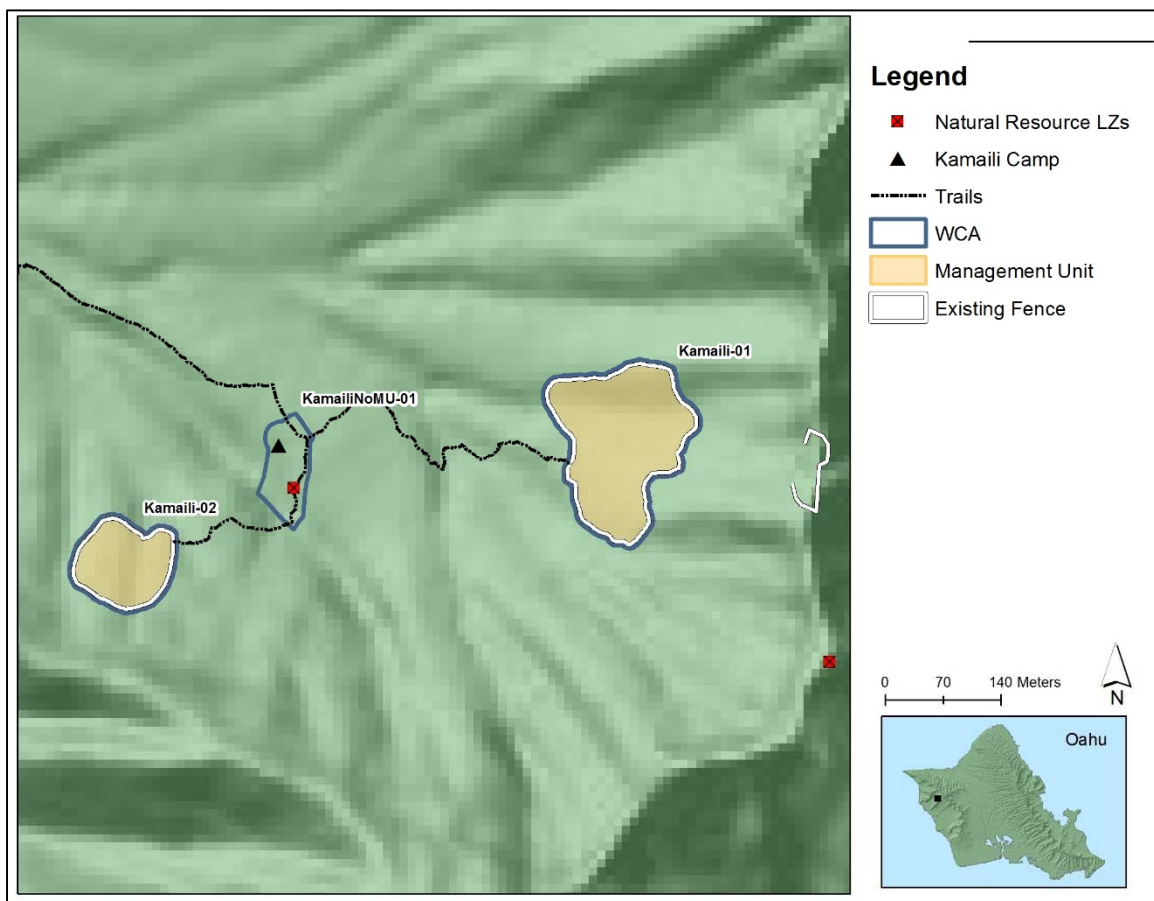 Legend
Natural Resource LZs
Kamaili Camp
Trails
WCA
Management Unit
Existing Fence
Kamaili-01
KamailiNoMU-01
Kamaili-02
0 70 140 Meters
N
Oahu